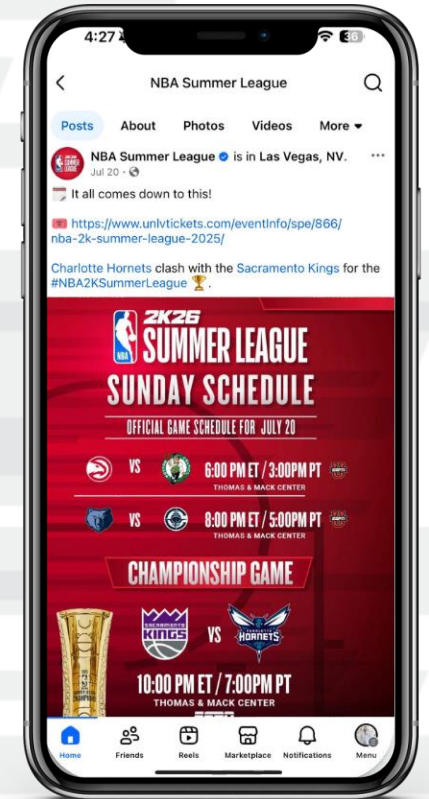 4:27
36
NBA Summer League
Posts
About
Photos
Videos
More
NBA Summer League is in Las Vegas, NV.
Jul 20
It all comes down to this!
https://www.unlvtickets.com/eventInfo/spe/866/
nba-2k-summer-league-2025/
Charlotte Hornets clash with the Sacramento Kings for the
#NBA2KSummerLeague 🏆.
NBA
2K26
SUMMER LEAGUE
SUNDAY SCHEDULE
OFFICIAL GAME SCHEDULE FOR JULY 20
VS
6:00 PM ET / 3:00PM PT
THOMAS & MACK CENTER
VS
8:00 PM ET / 5:00PM PT
THOMAS & MACK CENTER
CHAMPIONSHIP GAME
SACRAMENTO
KINGS
VS
CHARLOTTE
HORNETS
10:00 PM ET / 7:00PM PT
THOMAS & MACK CENTER
Home
Friends
Reels
Marketplace
Notifications
Menu